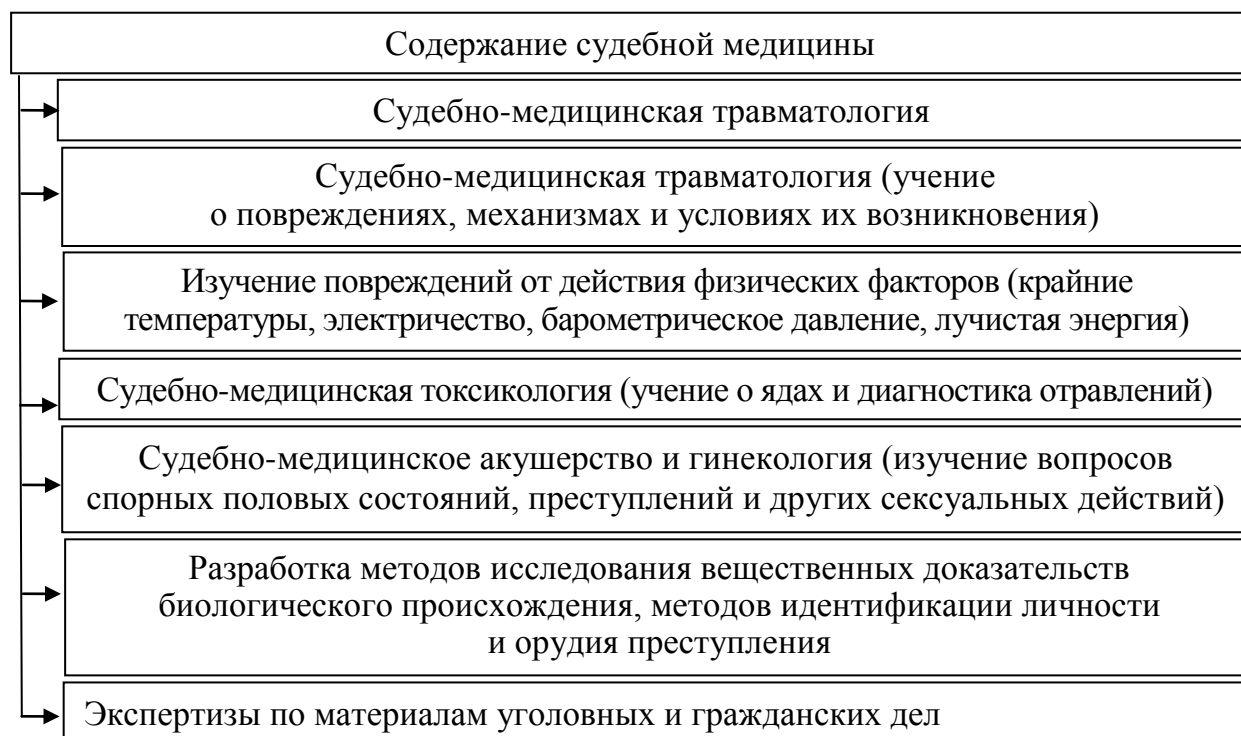 Содержание судебной медицины
Судебно-медицинская травматология
Судебно-медицинская травматология (учение
о повреждениях, механизмах и условиях их возникновения)
Изучение повреждений от действия физических факторов (крайние
температуры, электричество, барометрическое давление, лучистая энергия)
Судебно-медицинская токсикология (учение о ядах и диагностика отравлений)
Судебно-медицинское акушерство и гинекология (изучение вопросов
спорных половых состояний, преступлений и других сексуальных действий)
Разработка методов исследования вещественных доказательств
биологического происхождения, методов идентификации личности
и орудия преступления
Экспертизы по материалам уголовных и гражданских дел